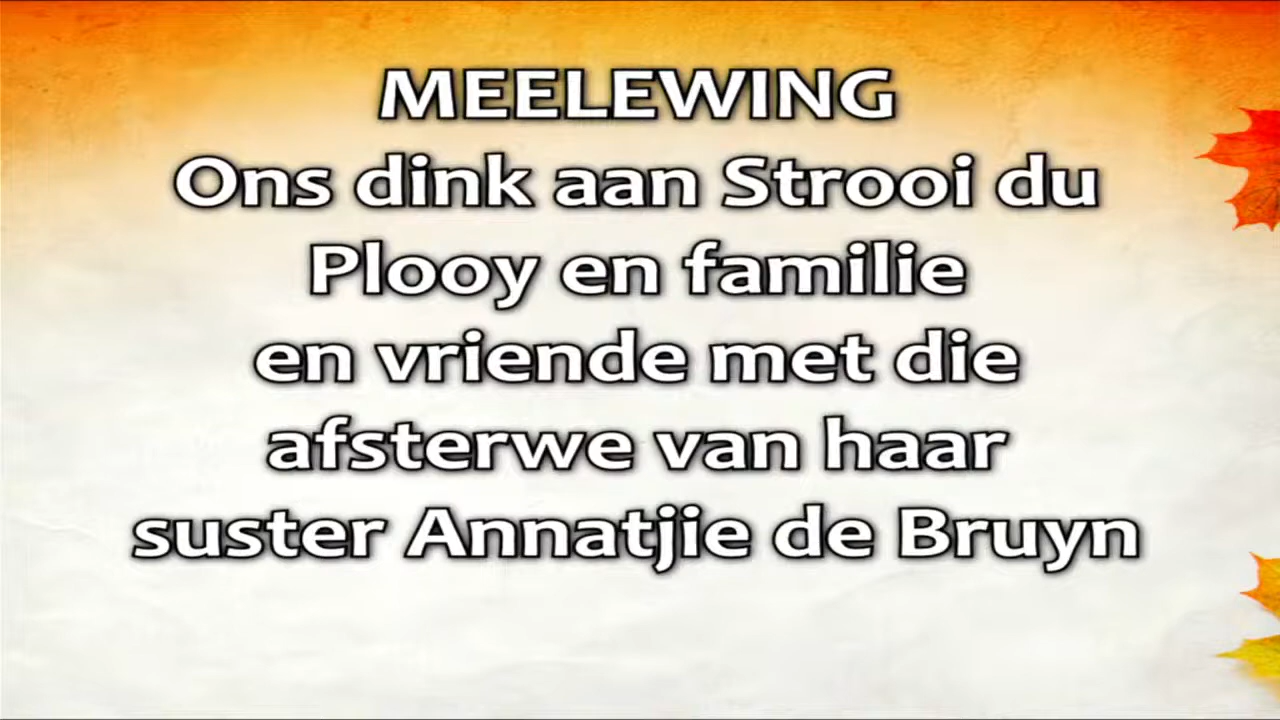 MEELEWING
Ons dink aan Strooi du
Plooy en familie
en vriende met die
afsterwe van haar
suster Annatjie de Bruyn